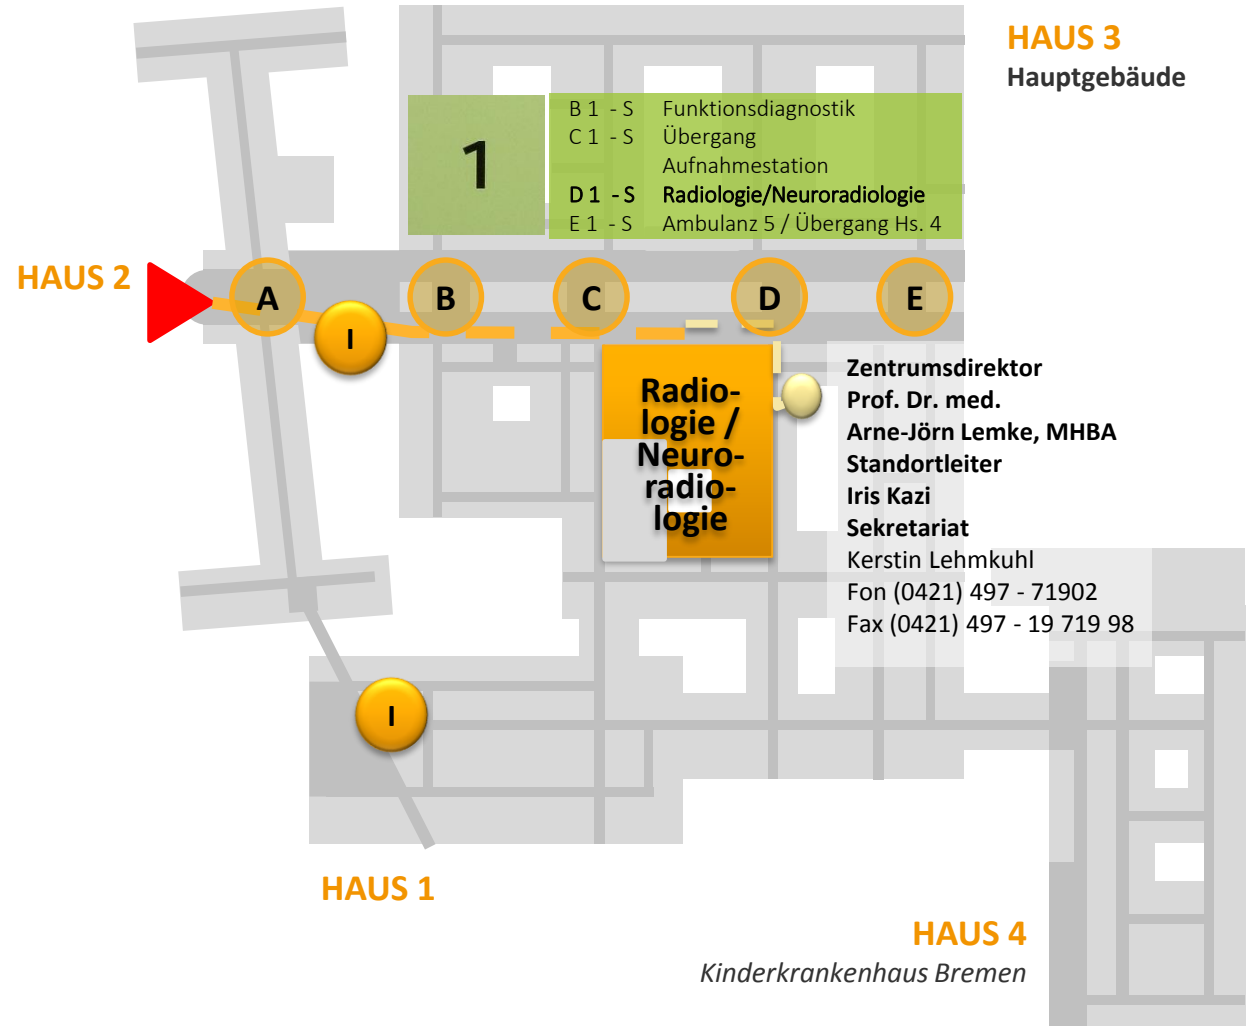 HAUS 3
Hauptgebäude
1
B 1 - S Funktionsdiagnostik
C 1 - S Übergang
Aufnahmestation
D 1 - S Radiologie/Neuroradiologie
E 1 - S Ambulanz 5 / Übergang Hs. 4
HAUS 2
A
B
C
D
E
I
Radio-
logie /
Neuro-
radio-
logie
Zentrumsdirektor
Prof. Dr. med.
Arne-Jörn Lemke, MHBA
Standortleiter
Iris Kazi
Sekretariat
Kerstin Lehmkuhl
Fon (0421) 497 - 71902
Fax (0421) 497 - 19 719 98
I
HAUS 1
HAUS 4
Kinderkrankenhaus Bremen